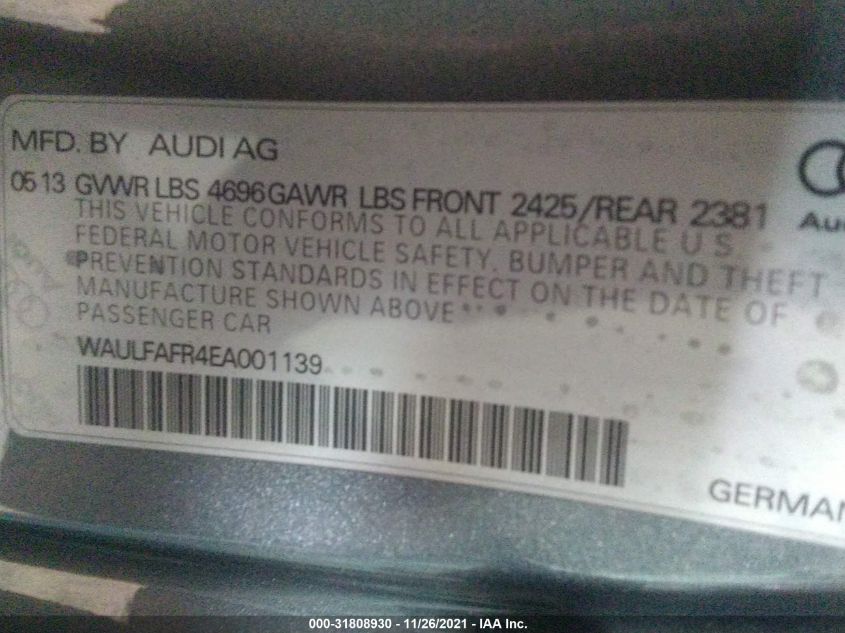 MFD. BY AUDI AG
05 13 GVWR LBS 4696 GAWR LBS FRONT 2425/REAR 2381
THIS VEHICLE CONFORMS TO ALL APPLICABLE U S
FEDERAL MOTOR VEHICLE SAFETY, BUMPER AND THEFT
PREVENTION STANDARDS IN EFFECT ON THE DATE OF
MANUFACTURE SHOWN ABOVE
PASSENGER CAR
WAULFAFR4EA001139
Aud
GERMAN
000-31808930 - 11/26/2021 - IAA Inc.